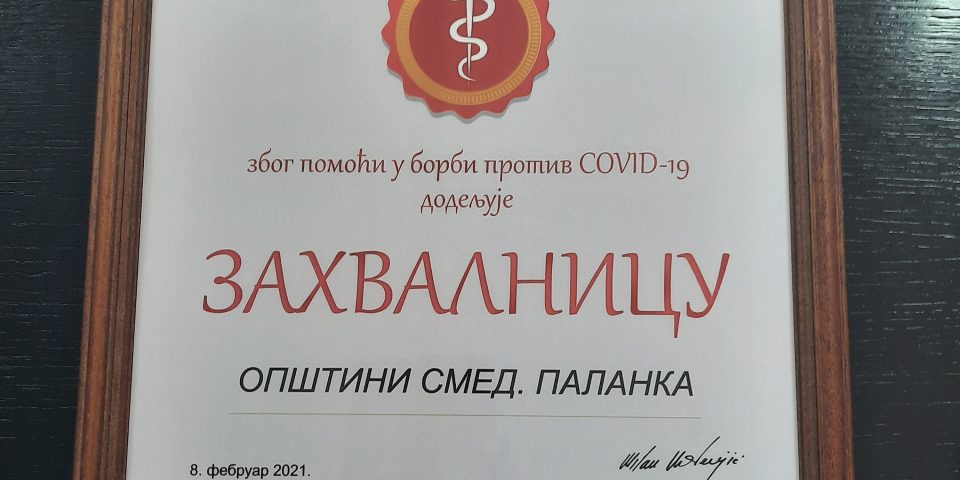 због помоћи у борби против COVID-19
додељује
ЗАХВАЛНИЦУ
ОПШТИНИ СМЕД. ПАЛАНКА
8. фебруар 2021.